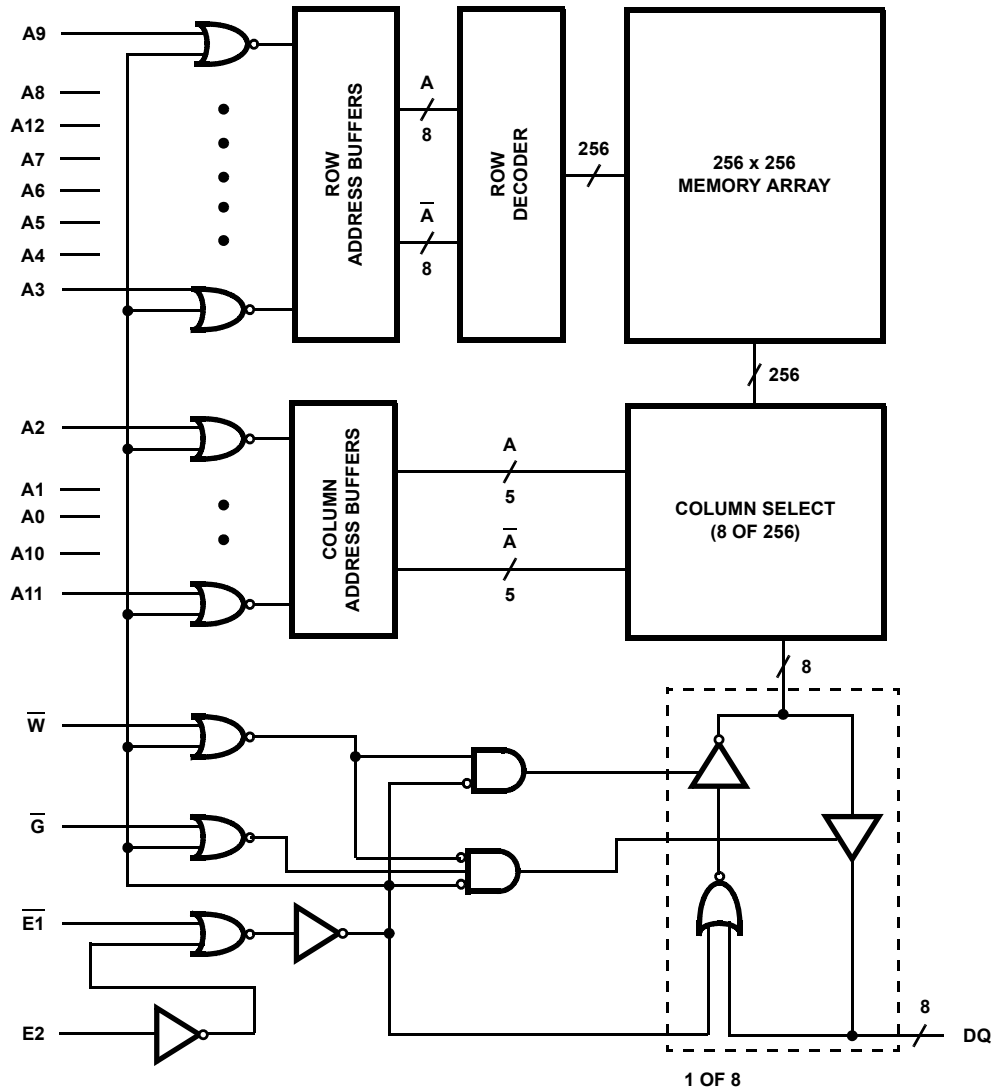 A9
A8
A12
A7
A6
A5
A4
A3
ROW
ADDRESS BUFFERS
A
8
A̅
8
ROW
DECODER
256
256 x 256
MEMORY ARRAY
256
A2
A1
A0
A10
A11
COLUMN
ADDRESS BUFFERS
A
5
A̅
5
COLUMN SELECT
(8 OF 256)
8
W̅
G̅
E̅1̅
E2
8
DQ
1 OF 8